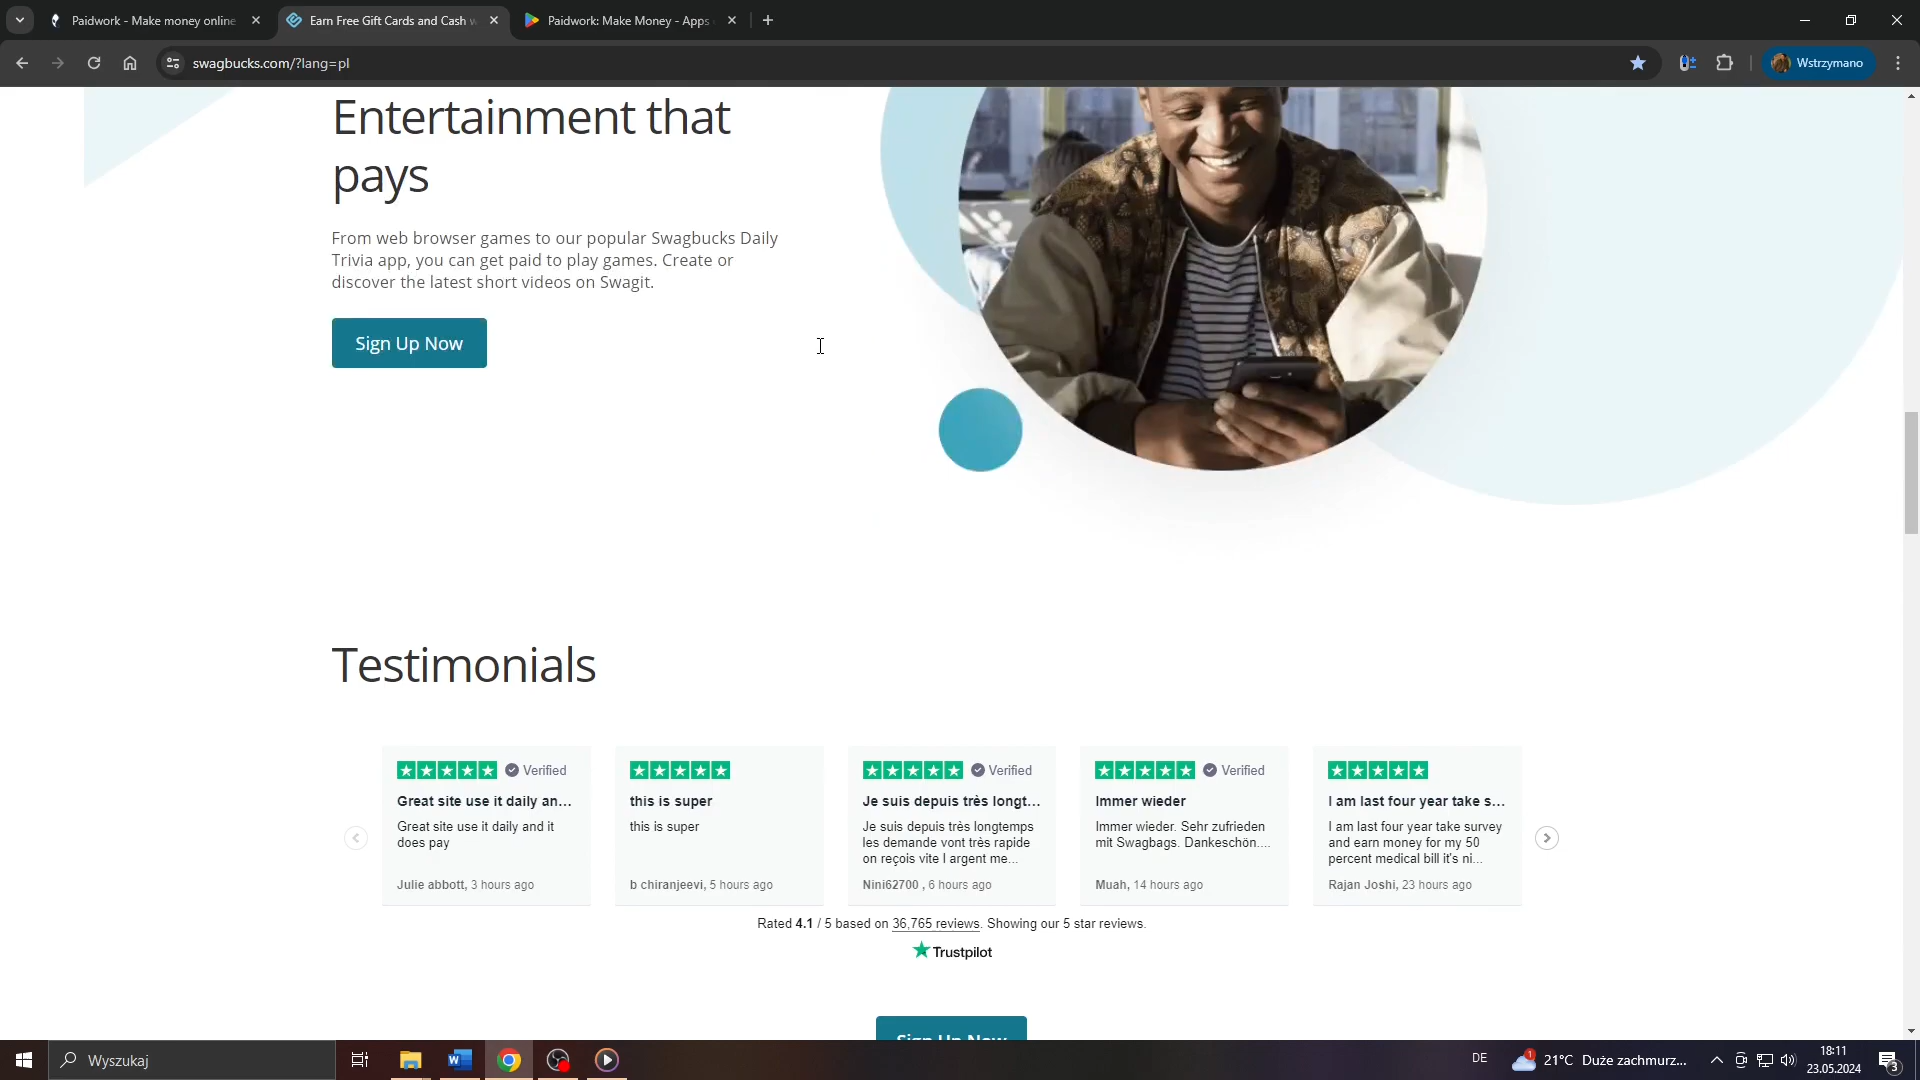 Paidwork - Make money online
Earn Free Gift Cards and Cash w
Paidwork: Make Money - Apps
swagbucks.com/?lang=pl
Wstrzymano
Entertainment that
pays
From web browser games to our popular Swagbucks Daily
Trivia app, you can get paid to play games. Create or
discover the latest short videos on Swagit.
Sign Up Now
Testimonials
Verified
Great site use it daily an...
Great site use it daily and it
does pay
Julie abbott, 3 hours ago
this is super
this is super
b chiranjeevi, 5 hours ago
Verified
Je suis depuis très longt...
Je suis depuis très longtemps
les demande vont très rapide
on reçois vite l argent me...
Nini62700 , 6 hours ago
Verified
Immer wieder
Immer wieder. Sehr zufrieden
mit Swagbags. Dankeschön....
Muah, 14 hours ago
I am last four year take s...
I am last four year take survey
and earn money for my 50
percent medical bill it's ni...
Rajan Joshi, 23 hours ago
Rated 4.1 / 5 based on 36,765 reviews. Showing our 5 star reviews.
Trustpilot
Sign Up Now
Wyszukaj
DE
1
21°C Duże zachmurz...
18:11
23.05.2024
3